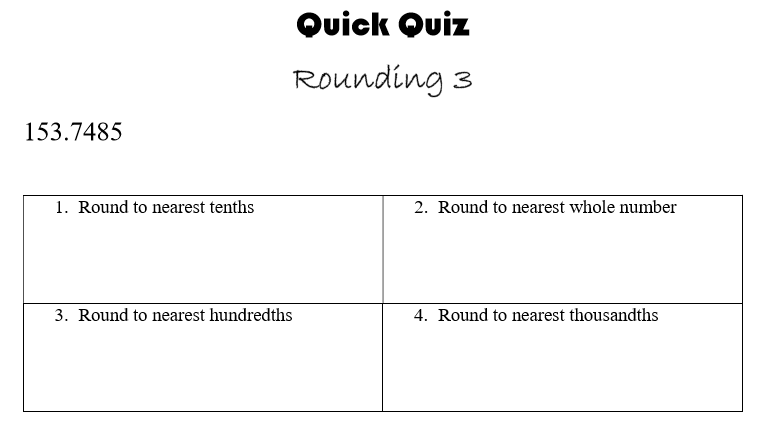 Quick Quiz
Rounding 3
153.7485
1. Round to nearest tenths
2. Round to nearest whole number
3. Round to nearest hundredths
4. Round to nearest thousandths